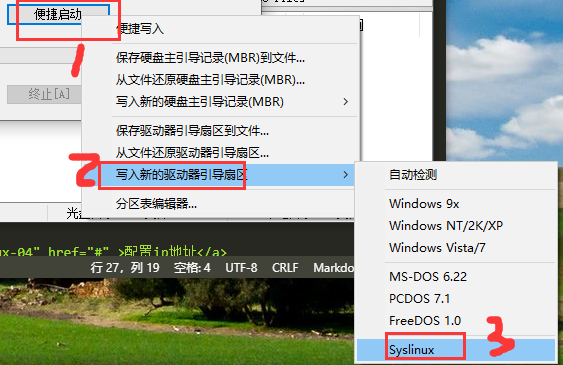 便捷启动
1
终止[A]
便捷写入
保存硬盘主引导记录(MBR)到文件...
从文件还原硬盘主引导记录(MBR)...
写入新的硬盘主引导记录(MBR)
保存驱动器引导扇区到文件...
从文件还原驱动器引导扇区...
2
写入新的驱动器引导扇区
分区表编辑器...
自动检测
Windows 9x
Windows NT/2K/XP
Windows Vista/7
MS-DOS 6.22
PCDOS 7.1
FreeDOS 1.0
Syslinux
3
ux-04" href="#" >配置ip地址</a>
行 27，列 19 空格: 4 UTF-8 CRLF Markdo